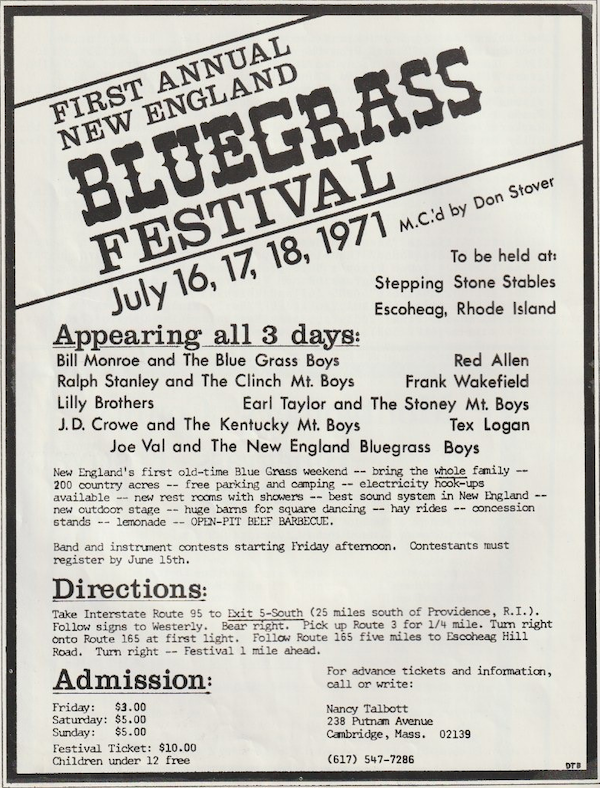 FIRST ANNUAL
NEW ENGLAND
BLUEGRASS
FESTIVAL
July 16, 17, 18, 1971
M.C.'d by Don Stover
To be held at:
Stepping Stone Stables
Escoheag, Rhode Island
Appearing all 3 days:
Bill Monroe and The Blue Grass Boys Red Allen
Ralph Stanley and The Clinch Mt. Boys Frank Wakefield
Lilly Brothers Earl Taylor and The Stoney Mt. Boys
J.D. Crowe and The Kentucky Mt. Boys Tex Logan
Joe Val and The New England Bluegrass Boys
New England's first old-time Blue Grass weekend -- bring the whole family --
200 country acres -- free parking and camping -- electricity hook-ups
available -- new rest rooms with showers -- best sound system in New England --
new outdoor stage -- huge barns for square dancing -- hay rides -- concession
stands -- lemonade -- OPEN-PIT BEEF BARBECUE.
Band and instrument contests starting Friday afternoon. Contestants must
register by June 15th.
Directions:
Take Interstate Route 95 to Exit 5-South (25 miles south of Providence, R.I.).
Follow signs to Westerly. Bear right. Pick up Route 3 for 1/4 mile. Turn right
onto Route 165 at first light. Follow Route 165 five miles to Escoheag Hill
Road. Turn right -- Festival 1 mile ahead.
Admission:
Friday: $3.00
Saturday: $5.00
Sunday: $5.00
Festival Ticket: $10.00
Children under 12 free
For advance tickets and information,
call or write:
Nancy Talbott
238 Putnam Avenue
Cambridge, Mass. 02139
(617) 547-7286
DTB